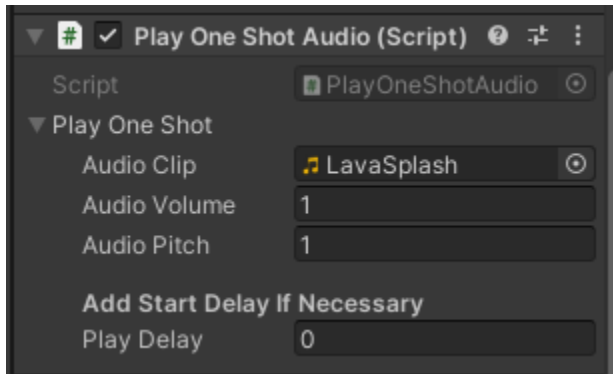 Play One Shot Audio (Script)
Script PlayOneShotAudio
Play One Shot
Audio Clip LavaSplash
Audio Volume 1
Audio Pitch 1
Add Start Delay If Necessary
Play Delay 0